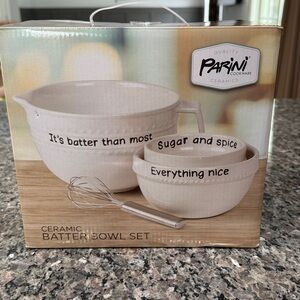 QUALITY
PARINI
COOKWARE
CERAMICS
It's batter than most
Sugar and spice
Everything nice
CERAMIC
BATTER BOWL SET